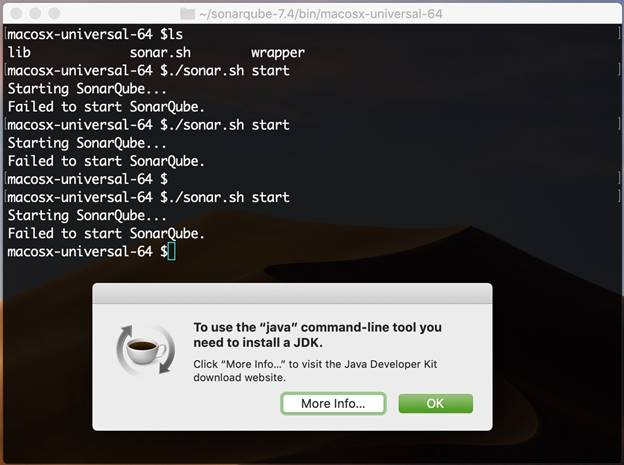 ~/sonarqube-7.4/bin/macosx-universal-64
[macosx-universal-64 $ls ]
lib sonar.sh wrapper
[macosx-universal-64 $./sonar.sh start ]
Starting SonarQube...
Failed to start SonarQube.
[macosx-universal-64 $./sonar.sh start ]
Starting SonarQube...
Failed to start SonarQube.
[macosx-universal-64 $ ]
[macosx-universal-64 $./sonar.sh start ]
Starting SonarQube...
Failed to start SonarQube.
macosx-universal-64 $
To use the “java” command-line tool you
need to install a JDK.
Click “More Info...” to visit the Java Developer Kit
download website.
More Info... OK